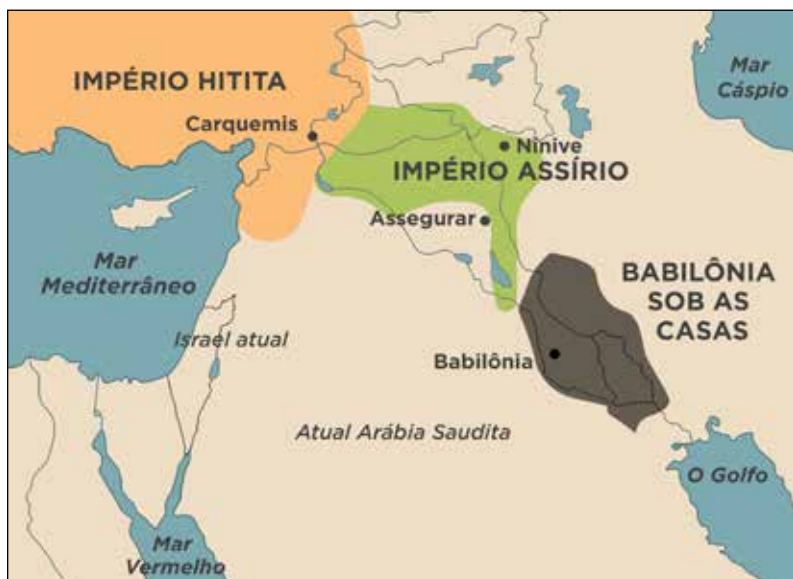 IMPÉRIO HITITA
Mar
Cáspio
Carquemis
Nínive
IMPÉRIO ASSÍRIO
Assegurar
Mar
Mediterrâneo
BABILÔNIA
SOB AS
CASAS
Israel atual
Babilônia
Atual Arábia Saudita
O Golfo
Mar
Vermelho